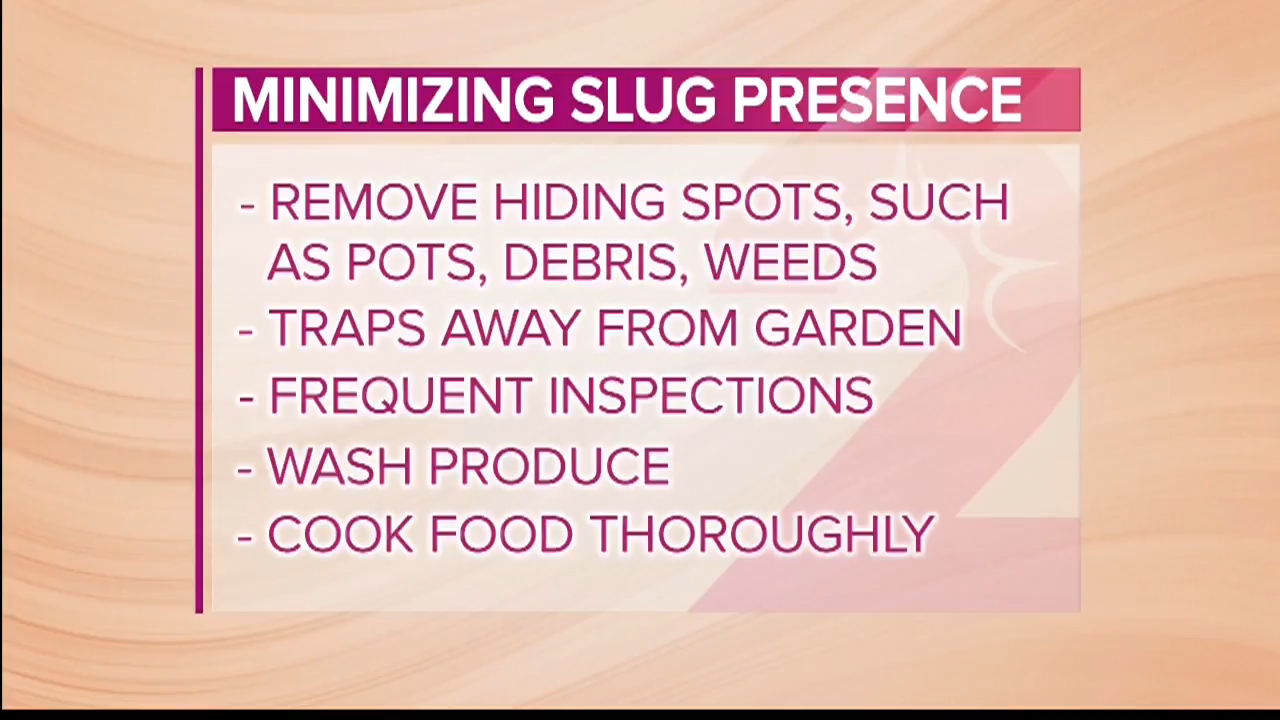 MINIMIZING SLUG PRESENCE
- REMOVE HIDING SPOTS, SUCH
AS POTS, DEBRIS, WEEDS
- TRAPS AWAY FROM GARDEN
- FREQUENT INSPECTIONS
- WASH PRODUCE
- COOK FOOD THOROUGHLY